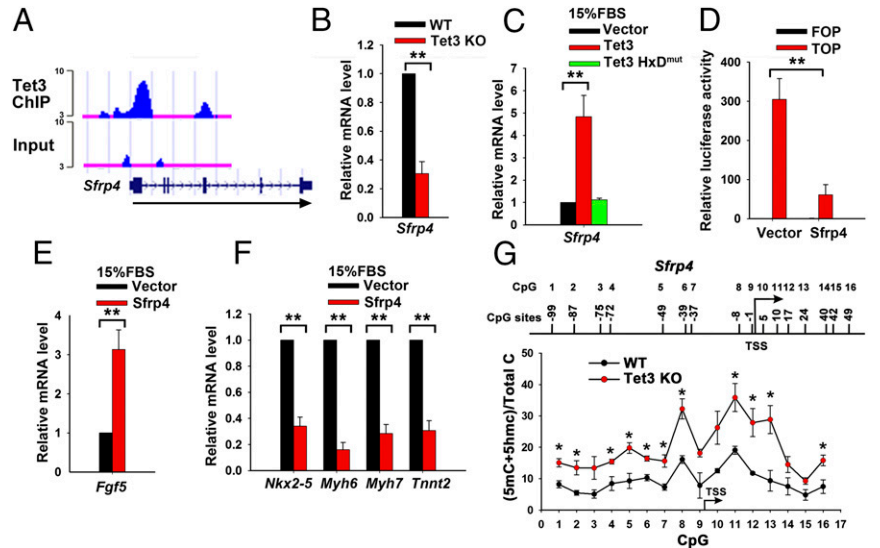 A
10
Tet3
ChIP
3
10
Input
3
Sfrp4
B
WT
Tet3 KO
**
Relative mRNA level
1.2
1.0
0.8
0.6
0.4
0.2
0.0
Sfrp4
C
15%FBS
Vector
Tet3
Tet3 HxDmut
**
Relative mRNA level
6
5
4
3
2
1
0
Sfrp4
D
FOP
TOP
**
Relative luciferase activity
400
300
200
100
0
Vector Sfrp4
E
15%FBS
Vector
Sfrp4
**
Relative mRNA level
4
3
2
1
0
Fgf5
F
15%FBS
Vector
Sfrp4
** ** ** **
Relative mRNA level
1.2
1.0
0.8
0.6
0.4
0.2
0.0
Nkx2-5 Myh6 Myh7 Tnnt2
G
Sfrp4
CpG 1 2 3 4 5 6 7 8 9 10 11 12 13 14 15 16
CpG sites -99 -87 -75 -72 -49 -39 -37 -8 -1 5 10 17 24 40 42 49
TSS
WT
Tet3 KO
(5mC+5hmc)/Total C
50
40
30
20
10
0
* * * * * * * * * * * *
TSS
0 1 2 3 4 5 6 7 8 9 10 11 12 13 14 15 16 17
CpG